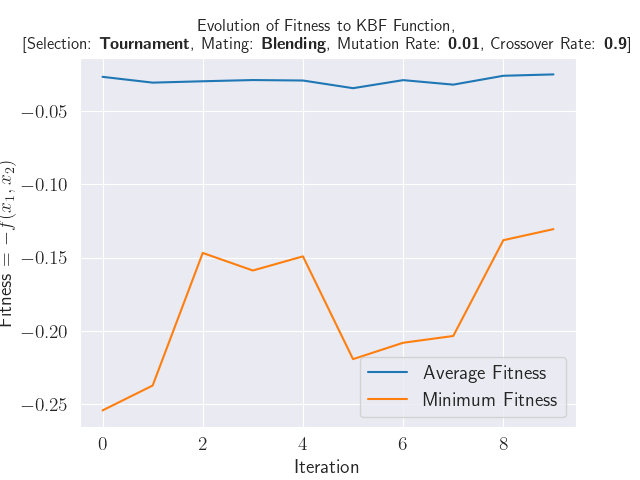 Evolution of Fitness to KBF Function,
[Selection: Tournament, Mating: Blending, Mutation Rate: 0.01, Crossover Rate: 0.9]
Fitness = −f(x₁, x₂)
−0.05
−0.10
−0.15
−0.20
−0.25
Average Fitness
Minimum Fitness
0 2 4 6 8
Iteration